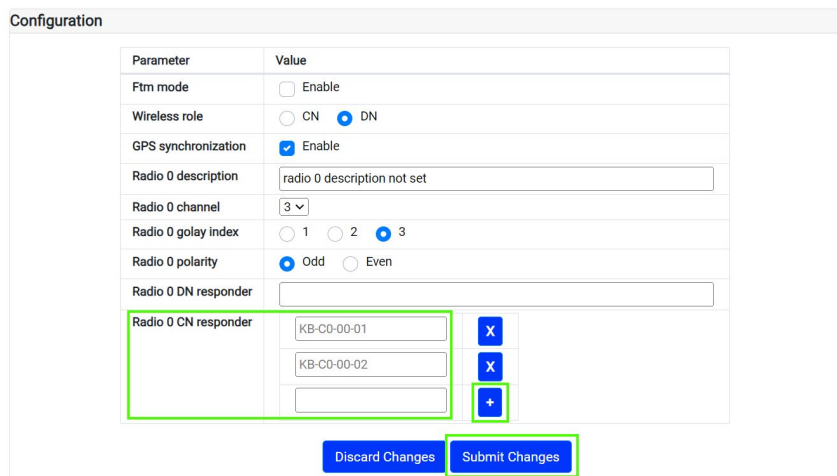 Configuration
Parameter Value
Ftm mode Enable
Wireless role CN DN
GPS synchronization Enable
Radio 0 description radio 0 description not set
Radio 0 channel 3
Radio 0 golay index 1 2 3
Radio 0 polarity Odd Even
Radio 0 DN responder
Radio 0 CN responder KB-C0-00-01 X
KB-C0-00-02 X
+
Discard Changes Submit Changes